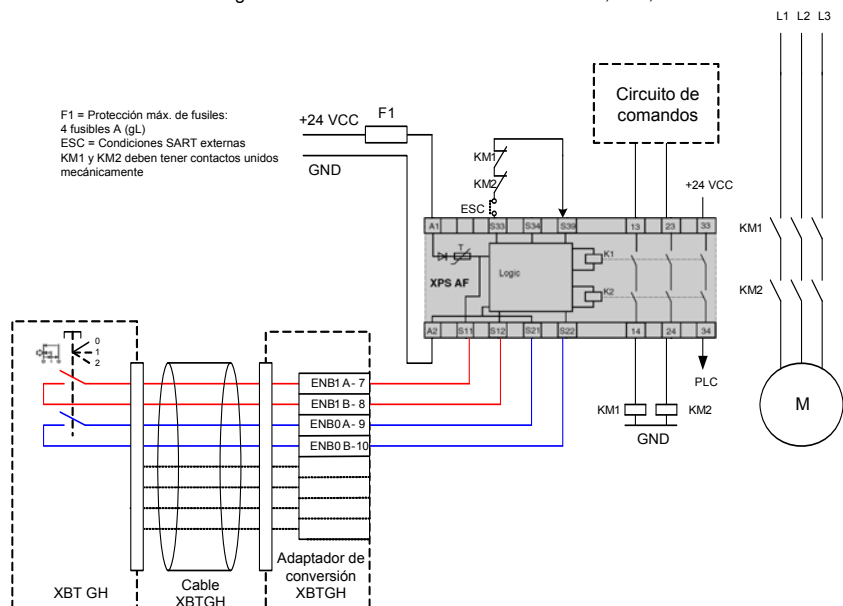 L1 L2 L3
F1 = Protección máx. de fusiles:
4 fusibles A (gL)
ESC = Condiciones SART externas
KM1 y KM2 deben tener contactos unidos
mecánicamente
+24 VCC
F1
GND
Circuito de
comandos
KM1
KM2
ESC
+24 VCC
A1 S33 S34 S39 13 23 33
T
XPS AF
Logic
K1
K2
A2 S11 S12 S21 S22 14 24 34
KM1
KM2
PLC
KM1
KM2
GND
M
0
1
2
ENB1 A- 7
ENB1 B- 8
ENB0 A- 9
ENB0 B-10
XBT GH
Cable
XBTGH
Adaptador de
conversión
XBTGH